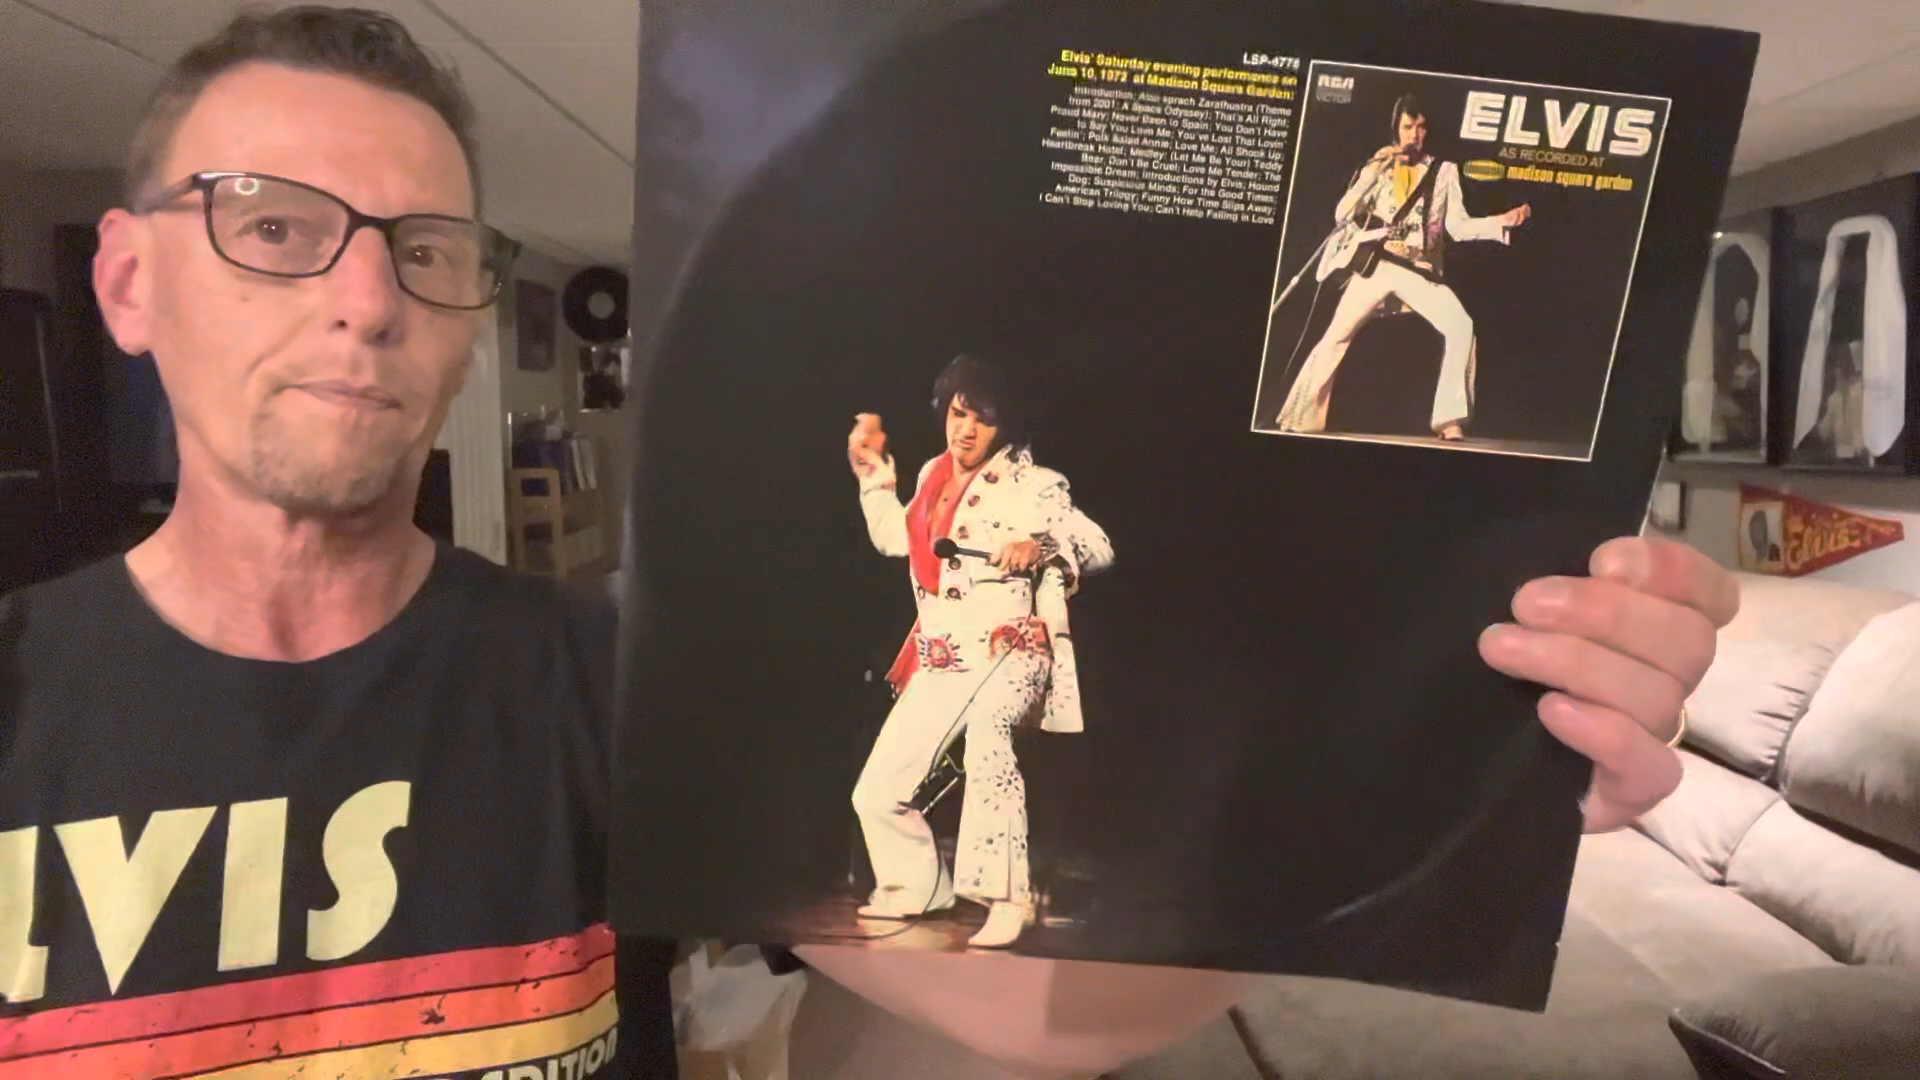 LSP-4775
Elvis' Saturday evening performance on
June 10, 1972 at Madison Square Garden:
Introduction: Also sprach Zarathustra (Theme
from 2001: A Space Odyssey); That's All Right;
Proud Mary; Never Been to Spain; You Don't Have
to Say You Love Me; You've Lost That Lovin'
Feelin'; Polk Salad Annie; Love Me; All Shook Up;
Heartbreak Hotel; Medley: (Let Me Be Your) Teddy
Bear, Don't Be Cruel; Love Me Tender; The
Impossible Dream; Introductions by Elvis; Hound
Dog; Suspicious Minds; For the Good Times;
American Trilogy; Funny How Time Slips Away;
I Can't Stop Loving You; Can't Help Falling in Love
RCA
VICTOR
ELVIS
AS RECORDED AT
madison square garden
Elvis
LVIS
EDITION